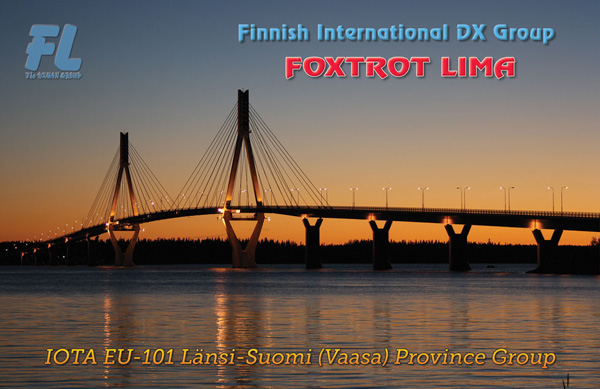 FL
Finnish International DX Group
FOXTROT LIMA
IOTA EU-101 Länsi-Suomi (Vaasa) Province Group